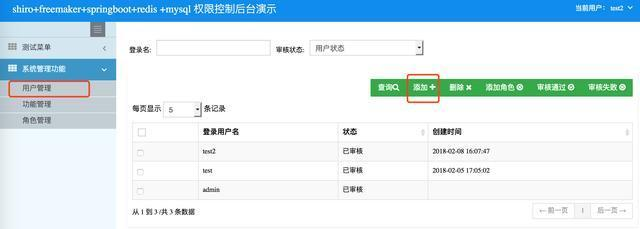 shiro+freemaker+springboot+redis +mysql 权限控制后台演示
当前用户： test2
测试菜单
系统管理功能
用户管理
功能管理
角色管理
登录名:
审核状态: 用户状态
查询 添加 删除 添加角色 审核通过 审核失败
每页显示 5 条记录
登录用户名 状态 创建时间
test2 已审核 2018-02-08 16:07:47
test 已审核 2018-02-05 17:05:02
admin 已审核
从 1 到 3 /共 3 条数据
← 前一页 1 后一页 →